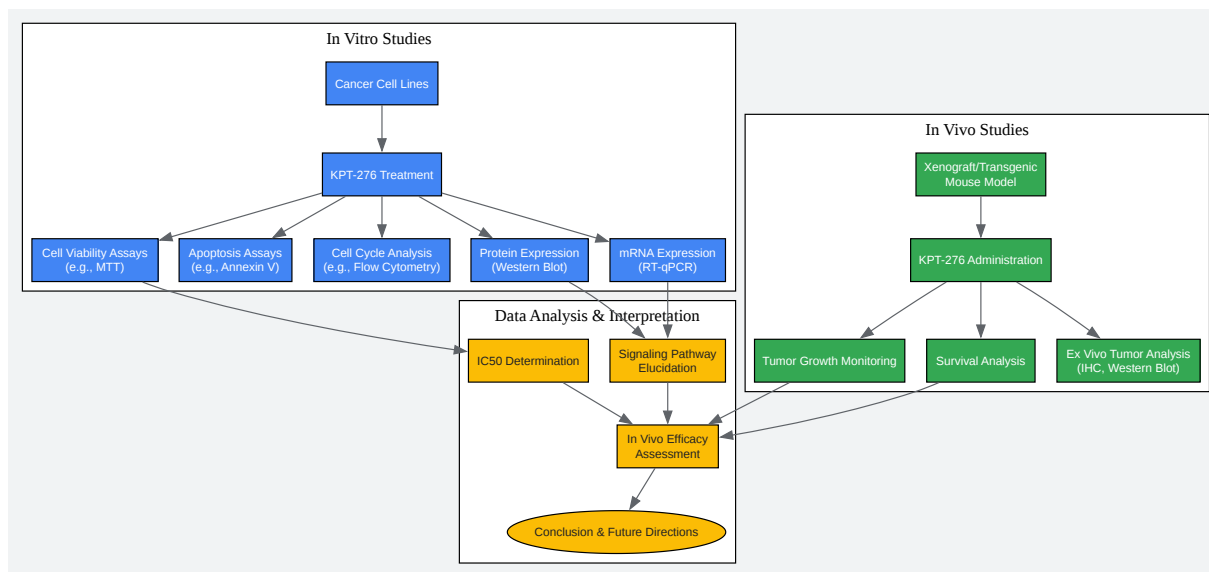 In Vitro Studies
Cancer Cell Lines
KPT-276 Treatment
Cell Viability Assays
(e.g., MTT)
Apoptosis Assays
(e.g., Annexin V)
Cell Cycle Analysis
(e.g., Flow Cytometry)
Protein Expression
(Western Blot)
mRNA Expression
(RT-qPCR)
In Vivo Studies
Xenograft/Transgenic
Mouse Model
KPT-276 Administration
Tumor Growth Monitoring
Survival Analysis
Ex Vivo Tumor Analysis
(IHC, Western Blot)
Data Analysis & Interpretation
IC50 Determination
Signaling Pathway
Elucidation
In Vivo Efficacy
Assessment
Conclusion & Future Directions